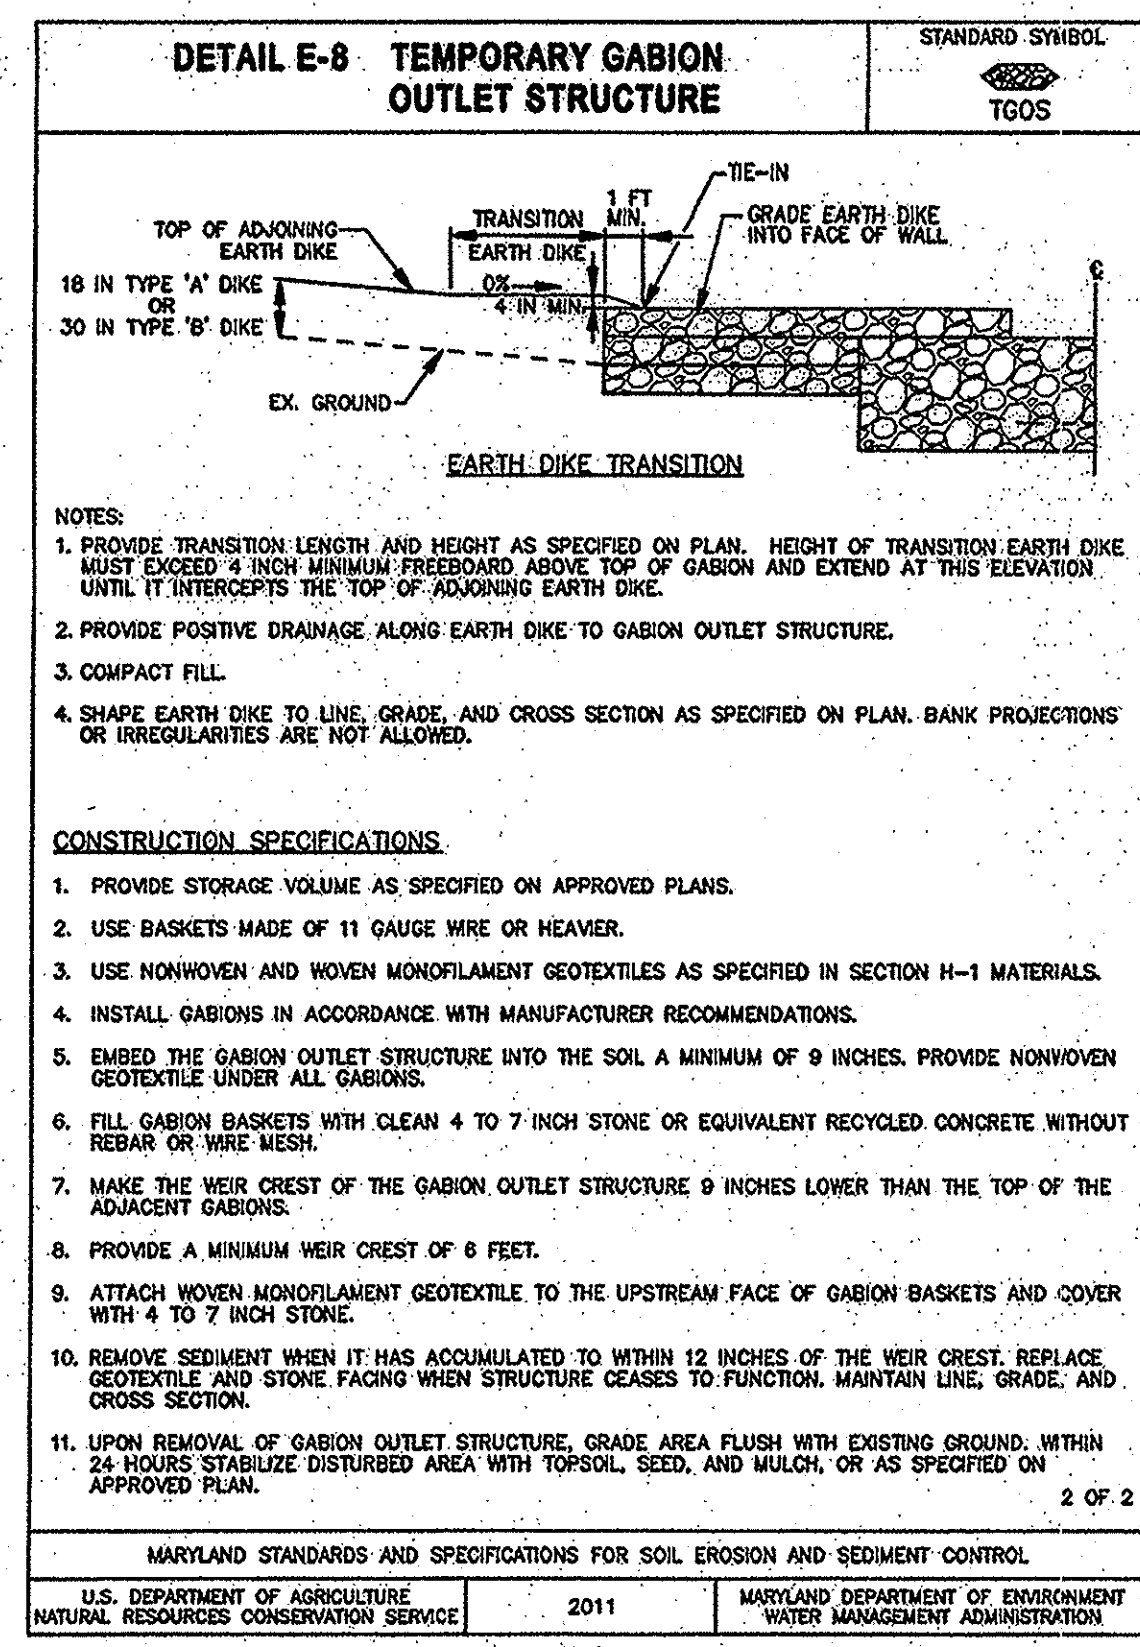 DETAIL E-8 TEMPORARY GABION
OUTLET STRUCTURE
STANDARD SYMBOL
TGOS
TIE-IN
1 FT
MIN.
TRANSITION
EARTH DIKE
GRADE EARTH DIKE
INTO FACE OF WALL
TOP OF ADJOINING
EARTH DIKE
0%
4 IN MIN.
18 IN TYPE 'A' DIKE
OR
30 IN TYPE 'B' DIKE
℄
EX. GROUND
EARTH DIKE TRANSITION
NOTES:
1. PROVIDE TRANSITION LENGTH AND HEIGHT AS SPECIFIED ON PLAN. HEIGHT OF TRANSITION EARTH DIKE
MUST EXCEED 4 INCH MINIMUM FREEBOARD ABOVE TOP OF GABION AND EXTEND AT THIS ELEVATION
UNTIL IT INTERCEPTS THE TOP OF ADJOINING EARTH DIKE.
2. PROVIDE POSITIVE DRAINAGE ALONG EARTH DIKE TO GABION OUTLET STRUCTURE.
3. COMPACT FILL.
4. SHAPE EARTH DIKE TO LINE, GRADE, AND CROSS SECTION AS SPECIFIED ON PLAN. BANK PROJECTIONS
OR IRREGULARITIES ARE NOT ALLOWED.
CONSTRUCTION SPECIFICATIONS
1. PROVIDE STORAGE VOLUME AS SPECIFIED ON APPROVED PLANS.
2. USE BASKETS MADE OF 11 GAUGE WIRE OR HEAVIER.
3. USE NONWOVEN AND WOVEN MONOFILAMENT GEOTEXTILES AS SPECIFIED IN SECTION H-1 MATERIALS.
4. INSTALL GABIONS IN ACCORDANCE WITH MANUFACTURER RECOMMENDATIONS.
5. EMBED THE GABION OUTLET STRUCTURE INTO THE SOIL A MINIMUM OF 9 INCHES. PROVIDE NONWOVEN
GEOTEXTILE UNDER ALL GABIONS.
6. FILL GABION BASKETS WITH CLEAN 4 TO 7 INCH STONE OR EQUIVALENT RECYCLED CONCRETE WITHOUT
REBAR OR WIRE MESH.
7. MAKE THE WEIR CREST OF THE GABION OUTLET STRUCTURE 9 INCHES LOWER THAN THE TOP OF THE
ADJACENT GABIONS.
8. PROVIDE A MINIMUM WEIR CREST OF 6 FEET.
9. ATTACH WOVEN MONOFILAMENT GEOTEXTILE TO THE UPSTREAM FACE OF GABION BASKETS AND COVER
WITH 4 TO 7 INCH STONE.
10. REMOVE SEDIMENT WHEN IT HAS ACCUMULATED TO WITHIN 12 INCHES OF THE WEIR CREST. REPLACE
GEOTEXTILE AND STONE FACING WHEN STRUCTURE CEASES TO FUNCTION. MAINTAIN LINE, GRADE, AND
CROSS SECTION.
11. UPON REMOVAL OF GABION OUTLET STRUCTURE, GRADE AREA FLUSH WITH EXISTING GROUND. WITHIN
24 HOURS STABILIZE DISTURBED AREA WITH TOPSOIL, SEED, AND MULCH, OR AS SPECIFIED ON
APPROVED PLAN.
2 OF 2
MARYLAND STANDARDS AND SPECIFICATIONS FOR SOIL EROSION AND SEDIMENT CONTROL
U.S. DEPARTMENT OF AGRICULTURE
NATURAL RESOURCES CONSERVATION SERVICE
2011
MARYLAND DEPARTMENT OF ENVIRONMENT
WATER MANAGEMENT ADMINISTRATION